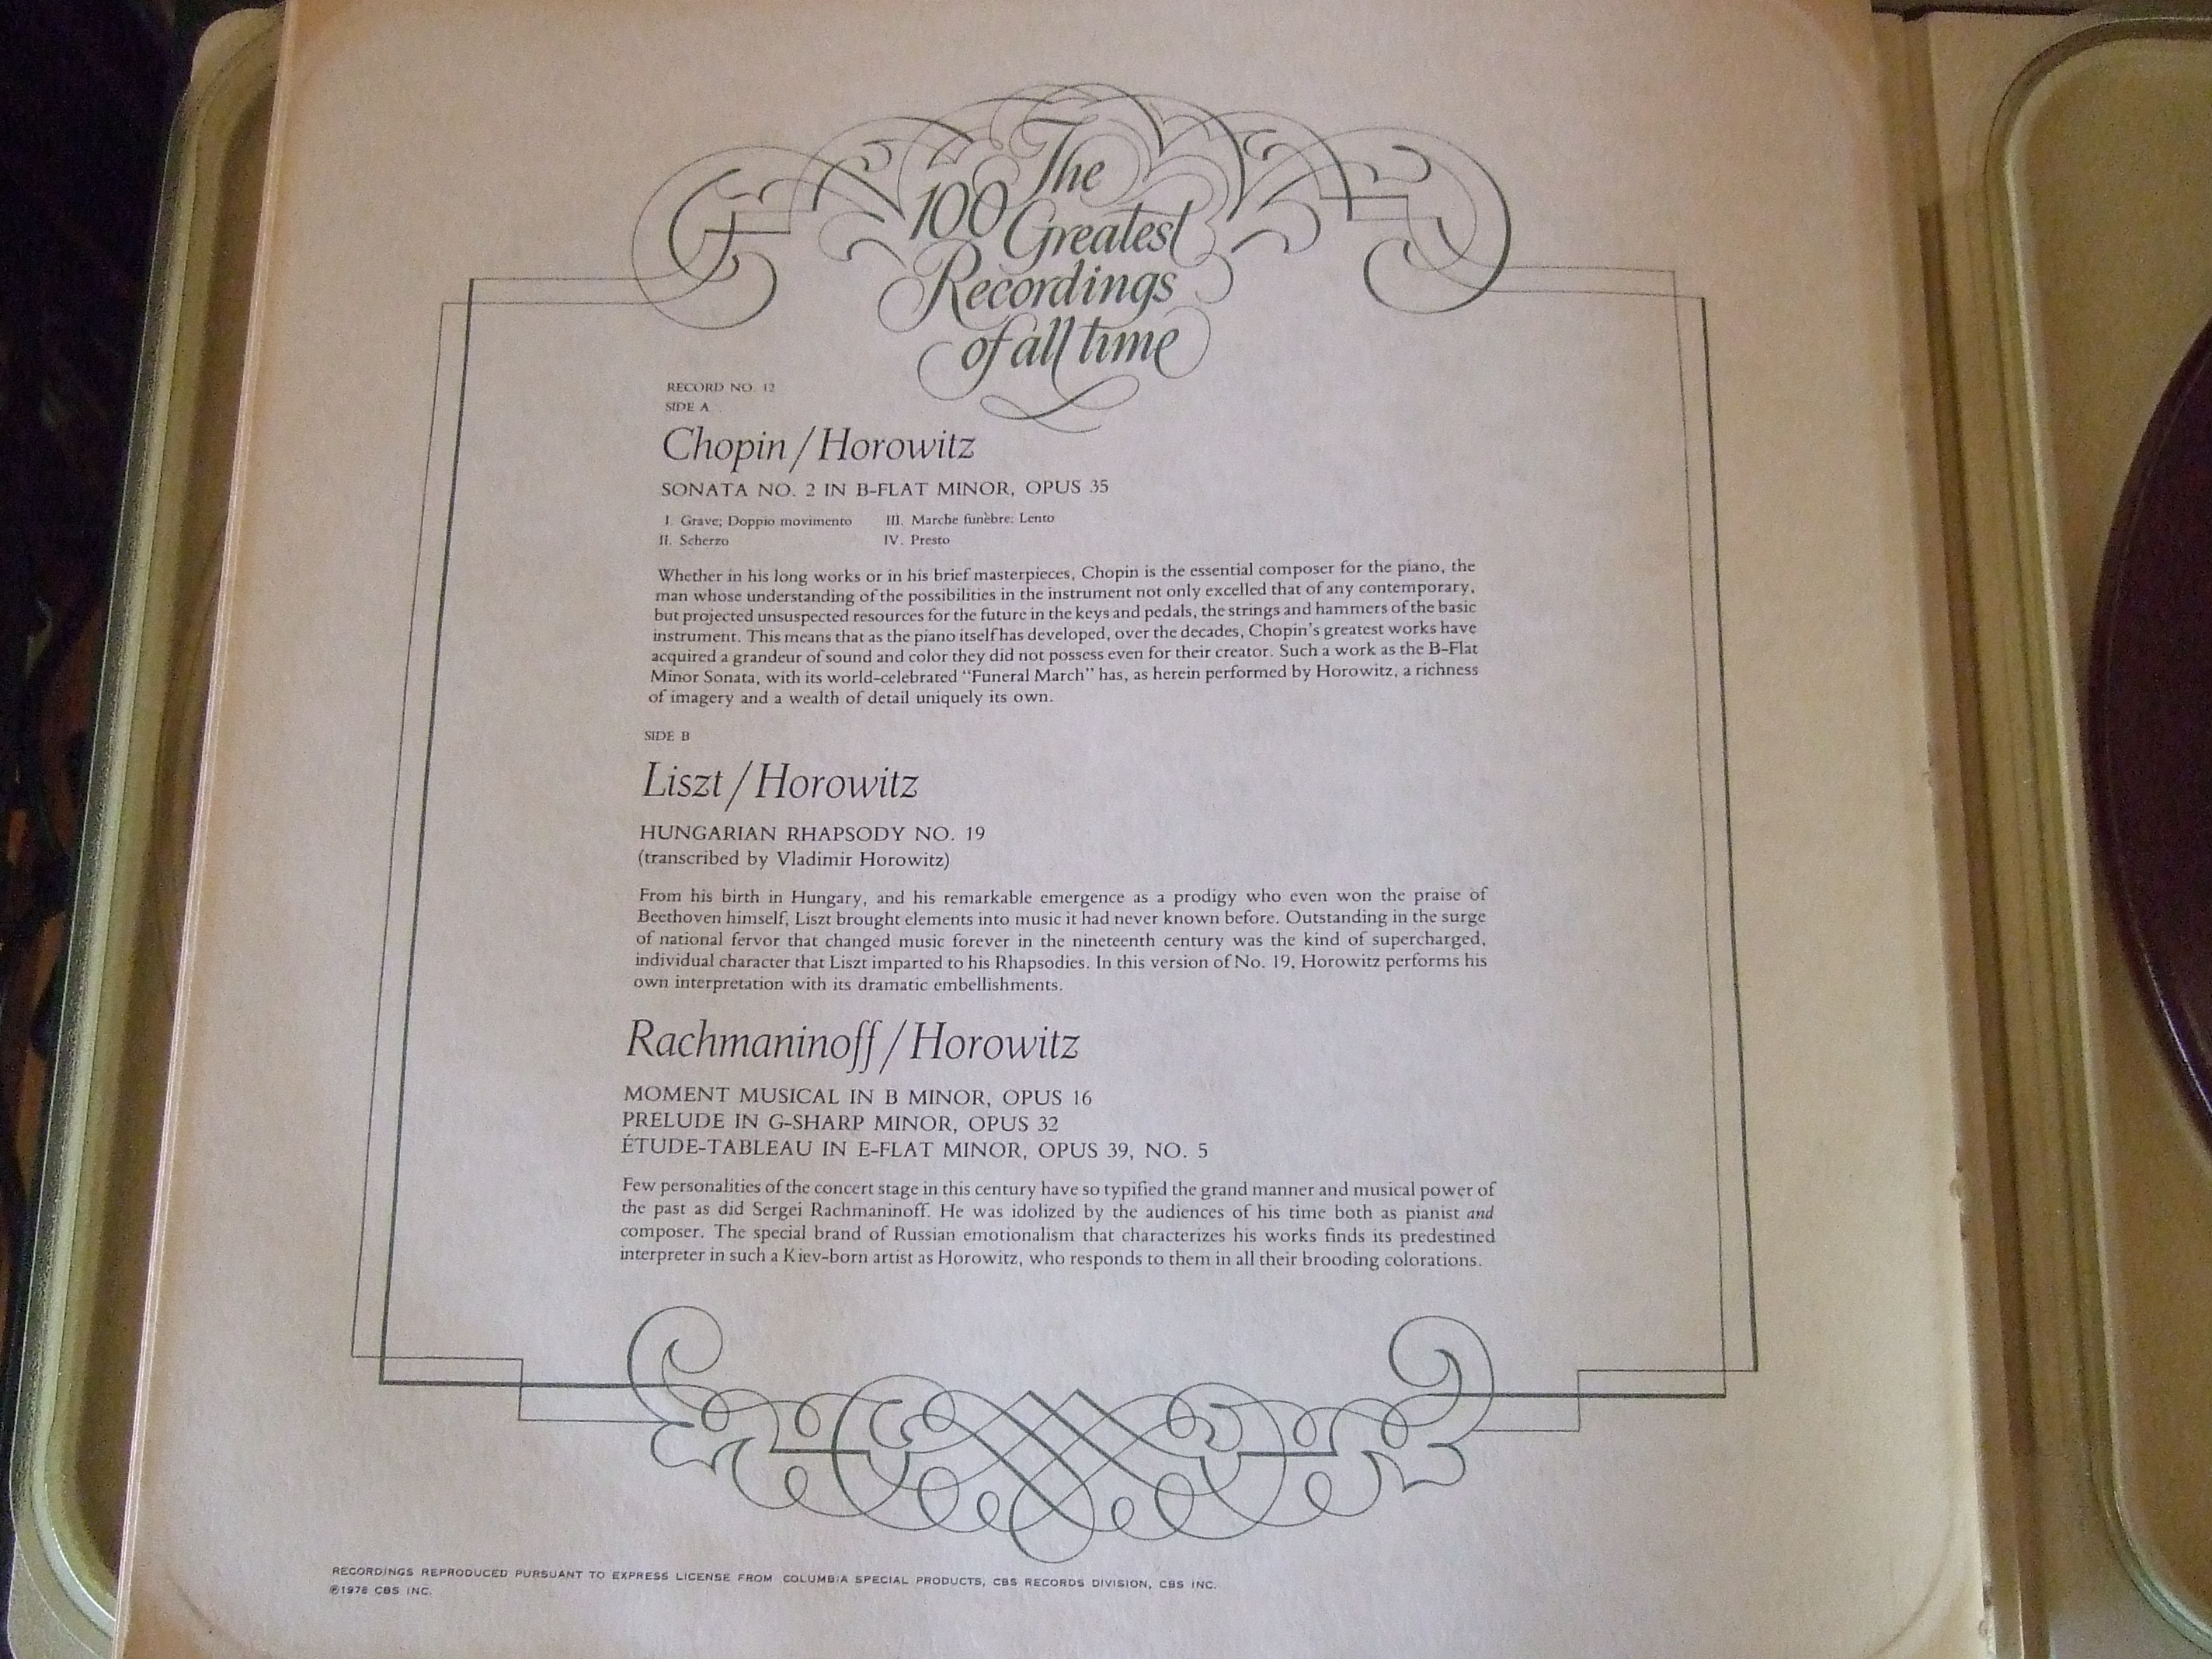 The
100 Greatest
Recordings
of all time
RECORD NO. 12
SIDE A
Chopin / Horowitz
SONATA NO. 2 IN B-FLAT MINOR, OPUS 35
I. Grave; Doppio movimento III. Marche funèbre: Lento
II. Scherzo IV. Presto
Whether in his long works or in his brief masterpieces, Chopin is the essential composer for the piano, the
man whose understanding of the possibilities in the instrument not only excelled that of any contemporary,
but projected unsuspected resources for the future in the keys and pedals, the strings and hammers of the basic
instrument. This means that as the piano itself has developed, over the decades, Chopin's greatest works have
acquired a grandeur of sound and color they did not possess even for their creator. Such a work as the B-Flat
Minor Sonata, with its world-celebrated "Funeral March" has, as herein performed by Horowitz, a richness
of imagery and a wealth of detail uniquely its own.
SIDE B
Liszt / Horowitz
HUNGARIAN RHAPSODY NO. 19
(transcribed by Vladimir Horowitz)
From his birth in Hungary, and his remarkable emergence as a prodigy who even won the praise of
Beethoven himself, Liszt brought elements into music it had never known before. Outstanding in the surge
of national fervor that changed music forever in the nineteenth century was the kind of supercharged,
individual character that Liszt imparted to his Rhapsodies. In this version of No. 19, Horowitz performs his
own interpretation with its dramatic embellishments.
Rachmaninoff / Horowitz
MOMENT MUSICAL IN B MINOR, OPUS 16
PRELUDE IN G-SHARP MINOR, OPUS 32
ÉTUDE-TABLEAU IN E-FLAT MINOR, OPUS 39, NO. 5
Few personalities of the concert stage in this century have so typified the grand manner and musical power of
the past as did Sergei Rachmaninoff. He was idolized by the audiences of his time both as pianist and
composer. The special brand of Russian emotionalism that characterizes his works finds its predestined
interpreter in such a Kiev-born artist as Horowitz, who responds to them in all their brooding colorations.
RECORDINGS REPRODUCED PURSUANT TO EXPRESS LICENSE FROM COLUMBIA SPECIAL PRODUCTS, CBS RECORDS DIVISION, CBS INC.
℗1978 CBS INC.